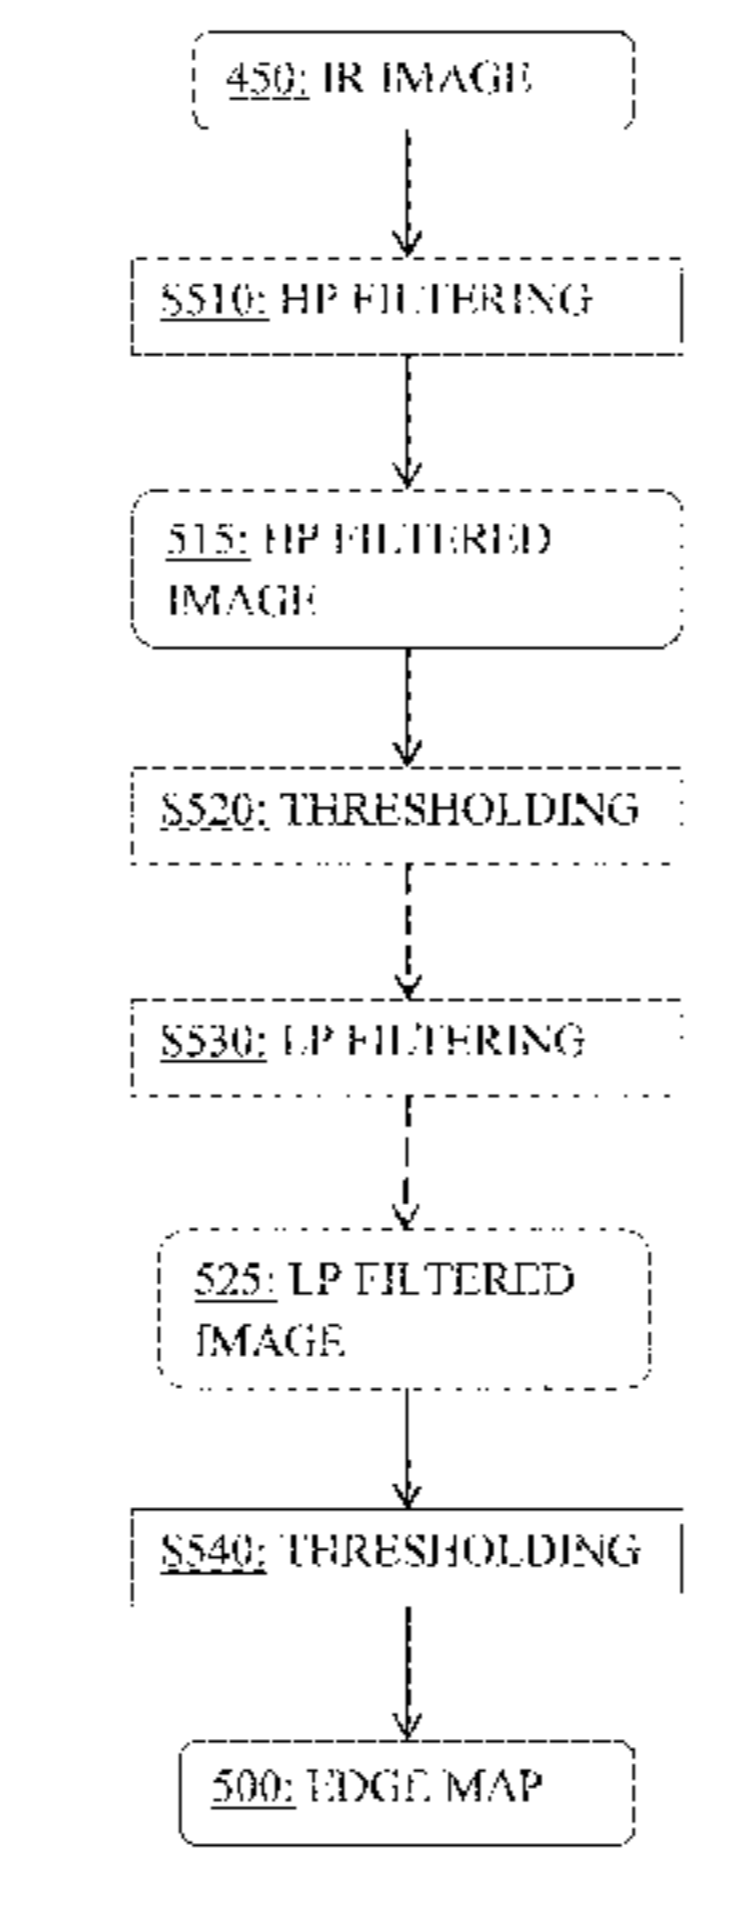 450: IR IMAGE
S510: HP FILTERING
515: HP FILTERED
IMAGE
S520: THRESHOLDING
S530: LP FILTERING
525: LP FILTERED
IMAGE
S540: THRESHOLDING
500: EDGE MAP